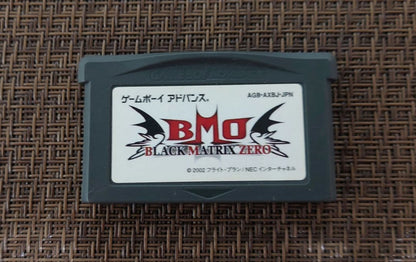 ゲームボーイ アドバンス®
AGB-AXBJ-JPN
BMO
BLACK MATRIX ZERO
© 2002 フライト・プラン / NEC インターチャネル